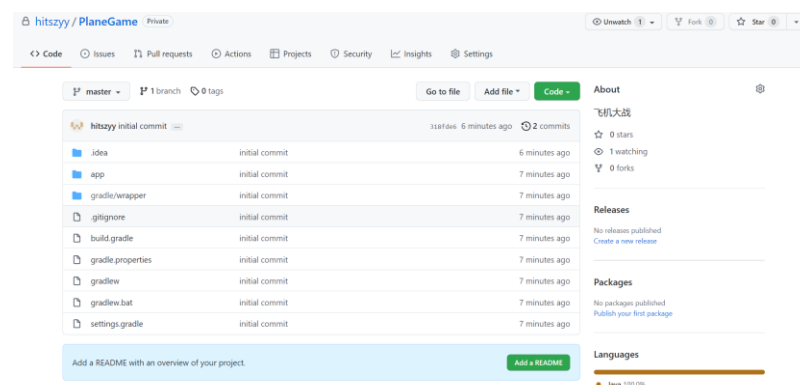 hitszyy / PlaneGame Private
Unwatch 1 Fork 0 Star 0
Code Issues Pull requests Actions Projects Security Insights Settings
master 1 branch 0 tags Go to file Add file Code
hitszyy initial commit 6 minutes ago 2 commits
.idea initial commit 6 minutes ago
app initial commit 7 minutes ago
gradle/wrapper initial commit 7 minutes ago
.gitignore initial commit 7 minutes ago
build.gradle initial commit 7 minutes ago
gradle.properties initial commit 7 minutes ago
gradlew initial commit 7 minutes ago
gradlew.bat initial commit 7 minutes ago
settings.gradle initial commit 7 minutes ago
Add a README with an overview of your project. Add a README
About
飞机大战
0 stars
1 watching
0 forks
Releases
No releases published
Create a new release
Packages
No packages published
Publish your first package
Languages
Java 100.0%